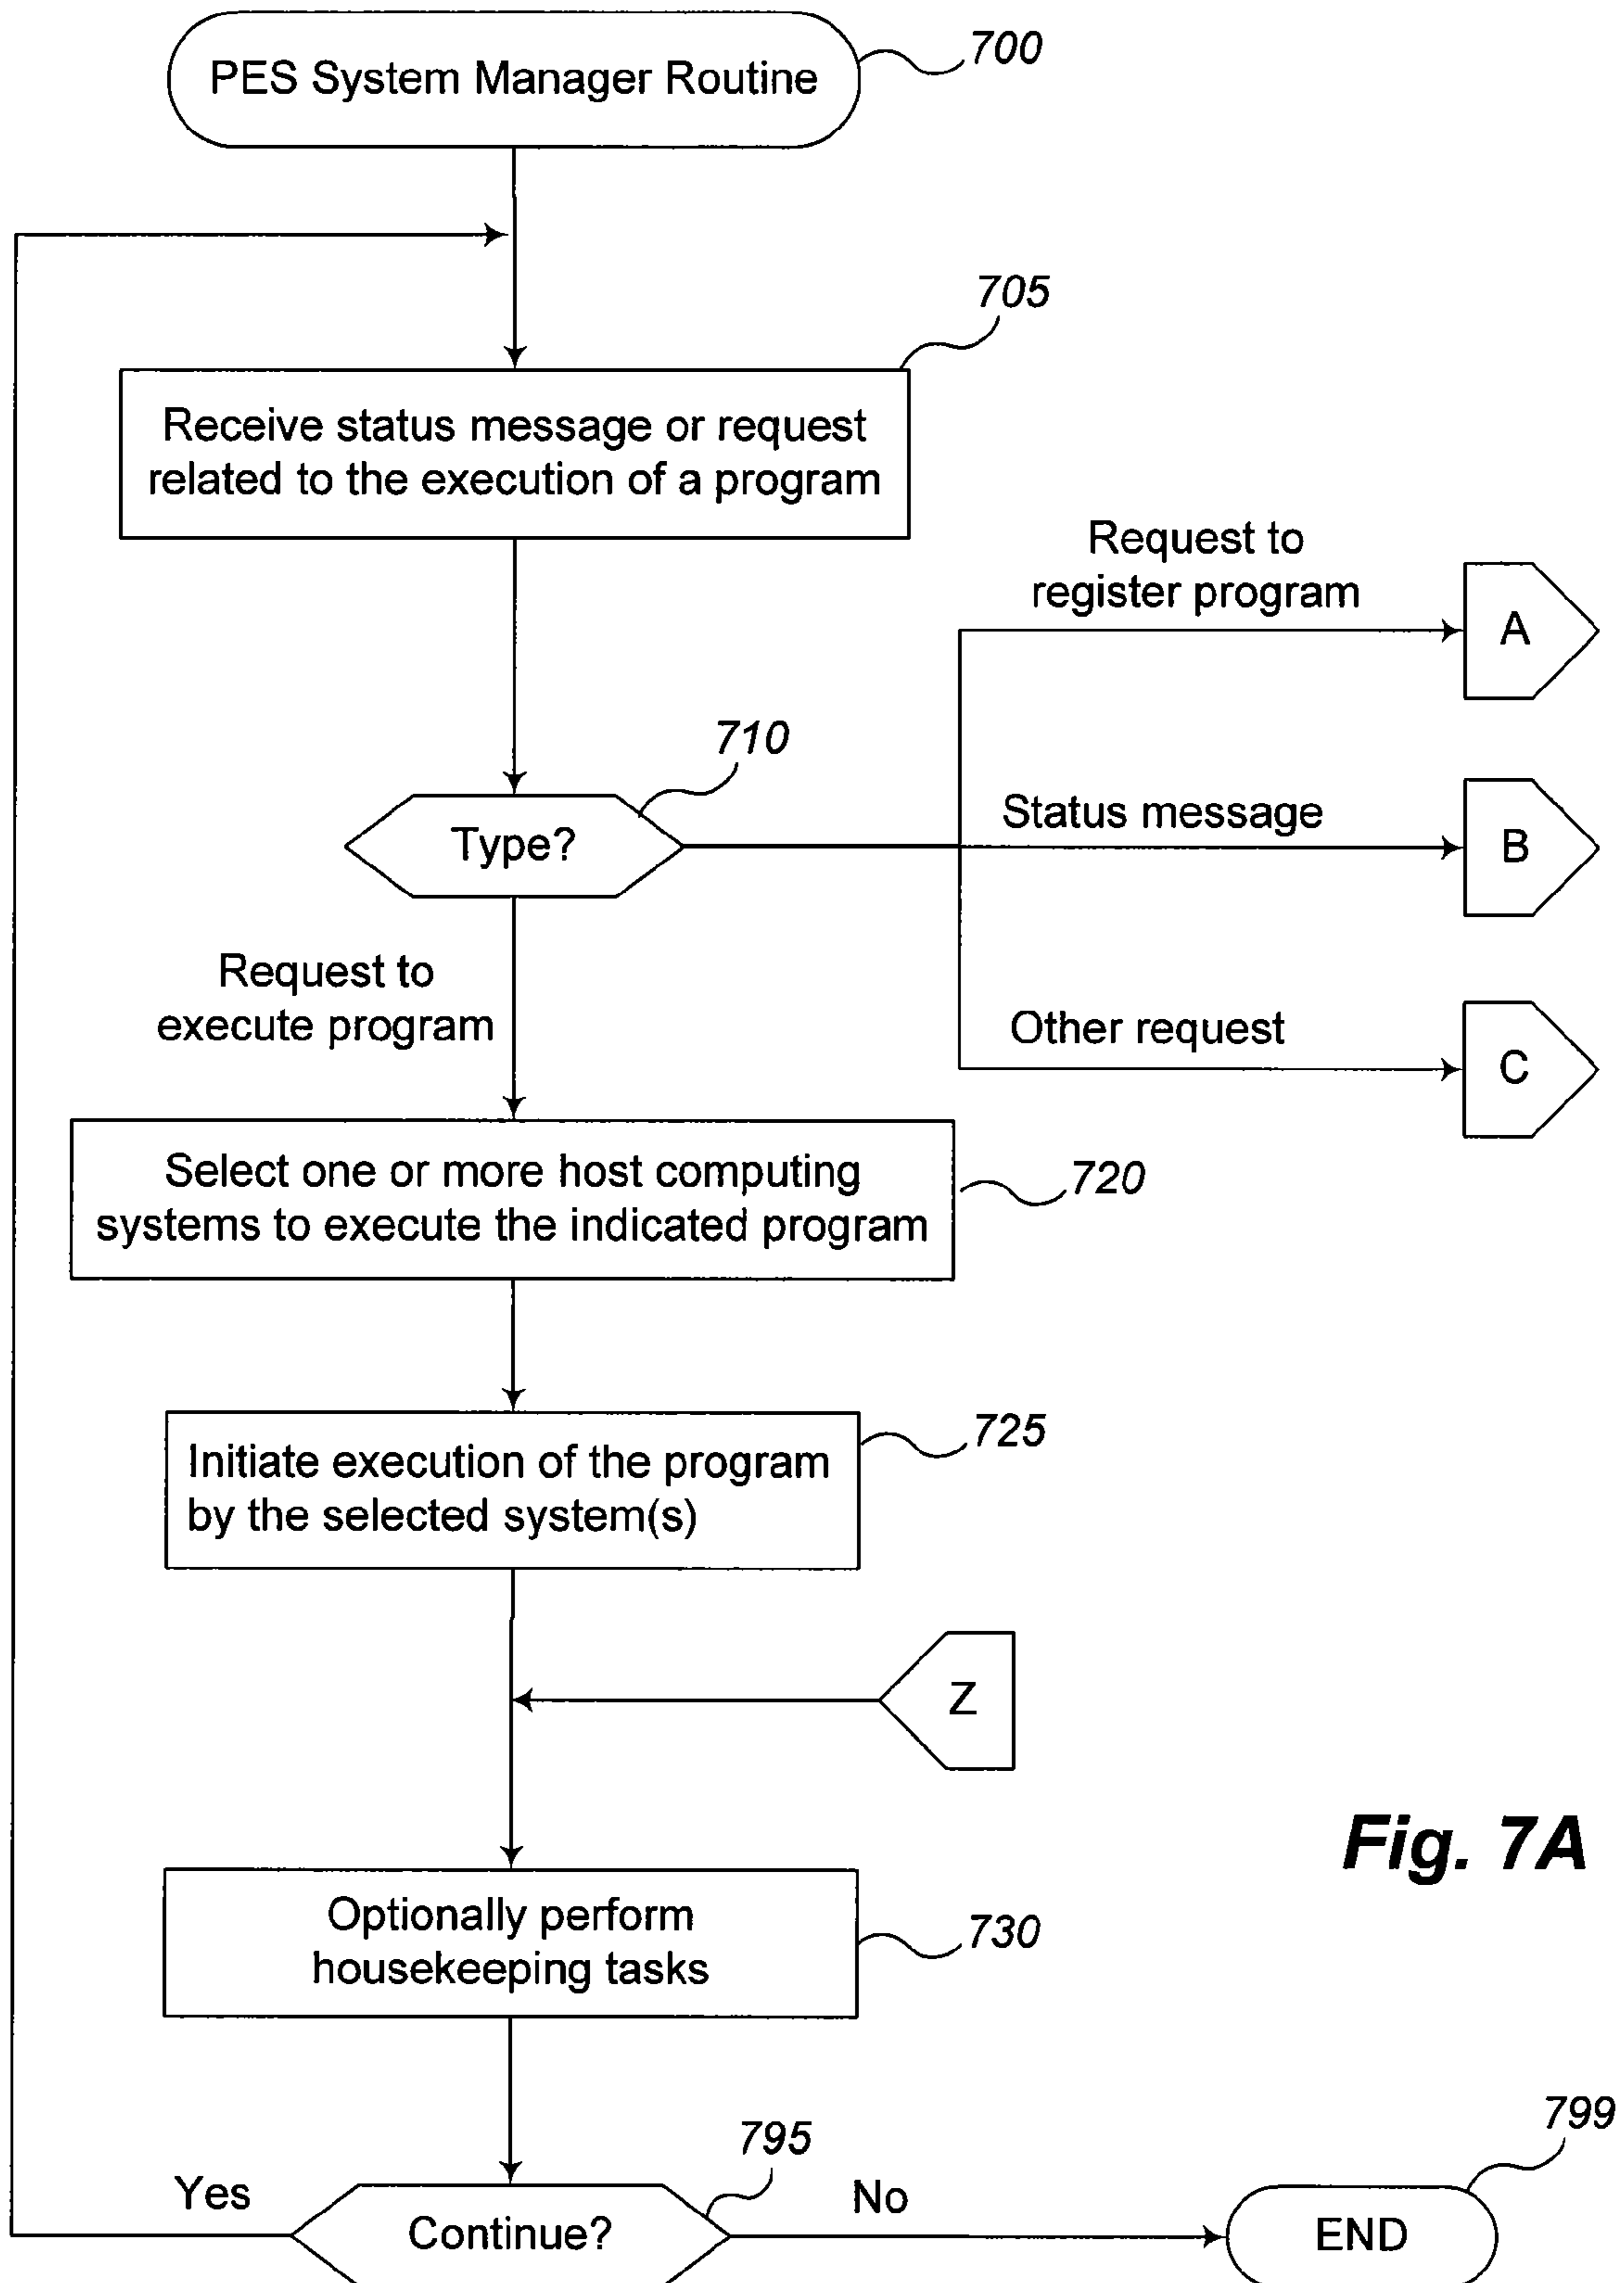 PES System Manager Routine
700
705
Receive status message or request
related to the execution of a program
Request to
register program
A
710
Type?
Status message
B
Request to
execute program
Other request
C
Select one or more host computing
systems to execute the indicated program
720
Initiate execution of the program
by the selected system(s)
725
Z
Fig. 7A
Optionally perform
housekeeping tasks
730
795
799
Yes
Continue?
No
END